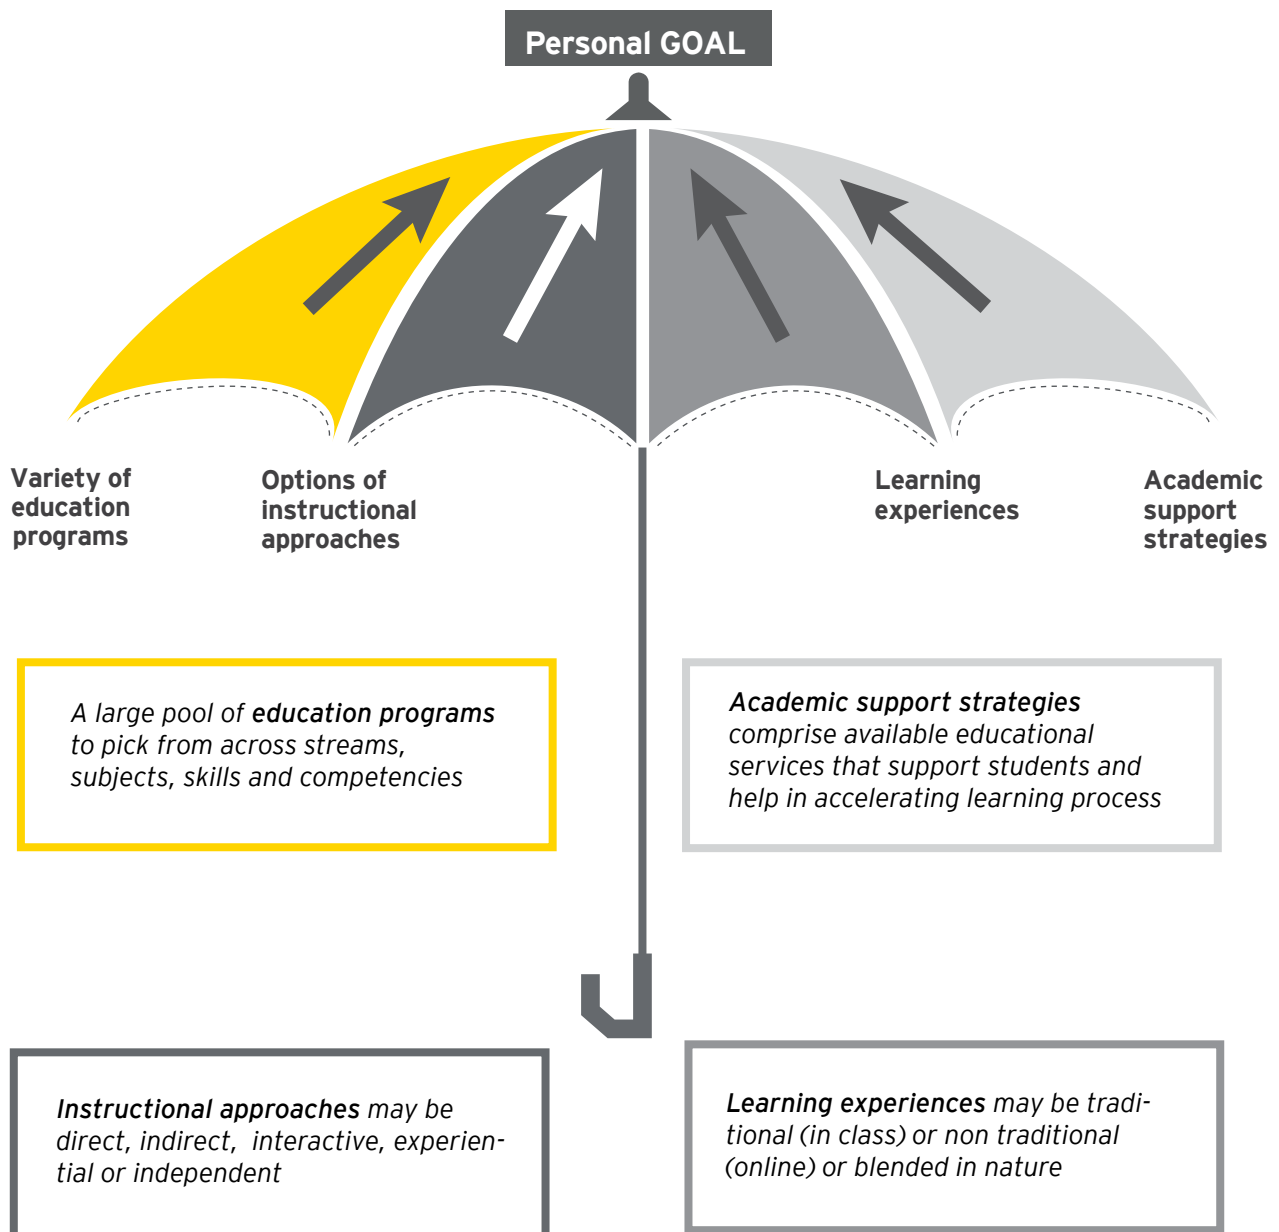 Personal GOAL
Variety of
education
programs
Options of
instructional
approaches
Learning
experiences
Academic
support
strategies
A large pool of education programs
to pick from across streams,
subjects, skills and competencies
Academic support strategies
comprise available educational
services that support students and
help in accelerating learning process
Instructional approaches may be
direct, indirect,  interactive, experien-
tial or independent
Learning experiences may be tradi-
tional (in class) or non traditional
(online) or blended in nature